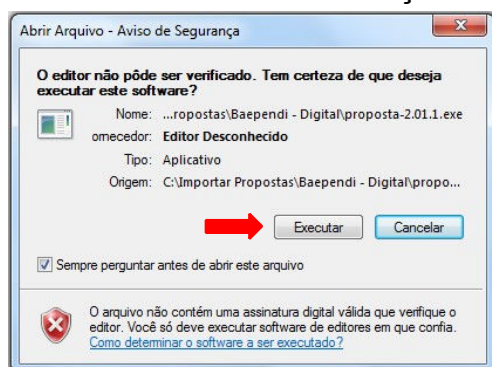 Abrir Arquivo - Aviso de Segurança
O editor não pôde ser verificado. Tem certeza de que deseja
executar este software?
Nome: ...ropostas\Baependi - Digital\proposta-2.01.1.exe
ornecedor: Editor Desconhecido
Tipo: Aplicativo
Origem: C:\Importar Propostas\Baependi - Digital\propo...
Executar Cancelar
Sempre perguntar antes de abrir este arquivo
O arquivo não contém uma assinatura digital válida que verifique o
editor. Você só deve executar software de editores em que confia.
Como determinar o software a ser executado?